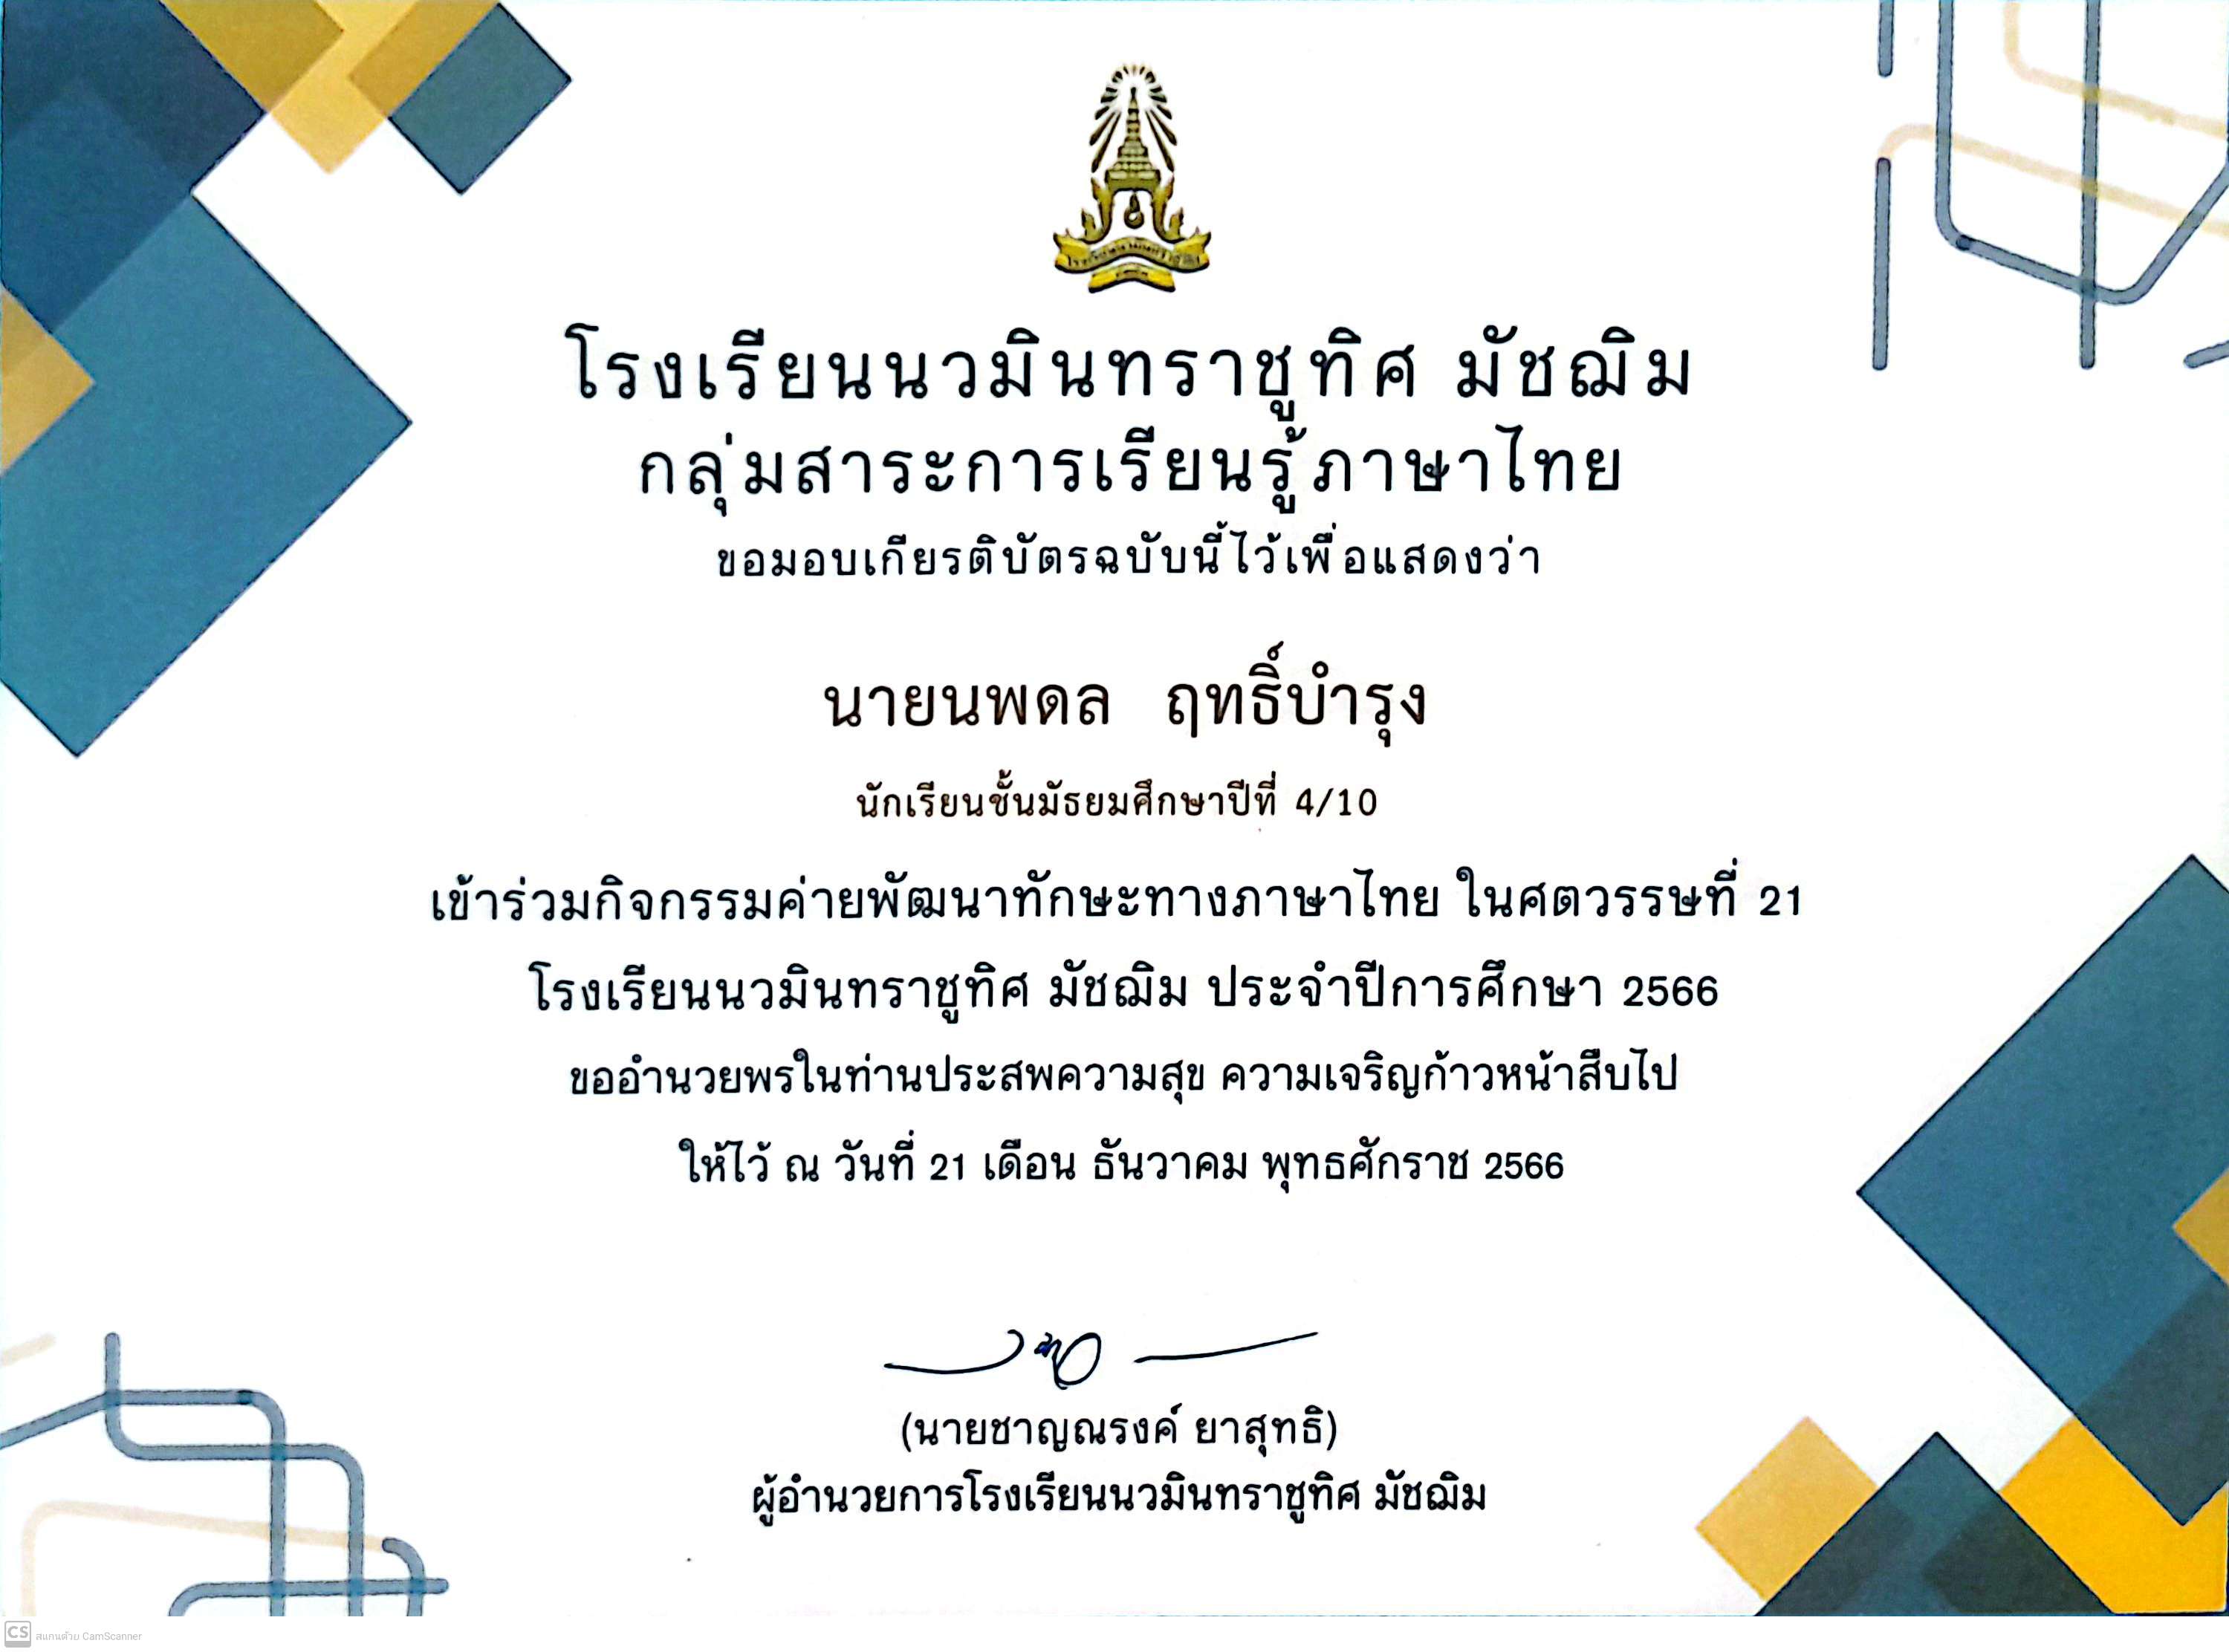 โรงเรียนนวมินทราชูทิศ มัชฌิม
กลุ่มสาระการเรียนรู้ภาษาไทย
ขอมอบเกียรติบัตรฉบับนี้ไว้เพื่อแสดงว่า
นายนพดล ฤทธิ์บำรุง
นักเรียนชั้นมัธยมศึกษาปีที่ 4/10
เข้าร่วมกิจกรรมค่ายพัฒนาทักษะทางภาษาไทย ในศตวรรษที่ 21
โรงเรียนนวมินทราชูทิศ มัชฌิม ประจำปีการศึกษา 2566
ขออำนวยพรในท่านประสพความสุข ความเจริญก้าวหน้าสืบไป
ให้ไว้ ณ วันที่ 21 เดือน ธันวาคม พุทธศักราช 2566
(นายชาญณรงค์ ยาสุทธิ)
ผู้อำนวยการโรงเรียนนวมินทราชูทิศ มัชฌิม
CS สแกนด้วย CamScanner